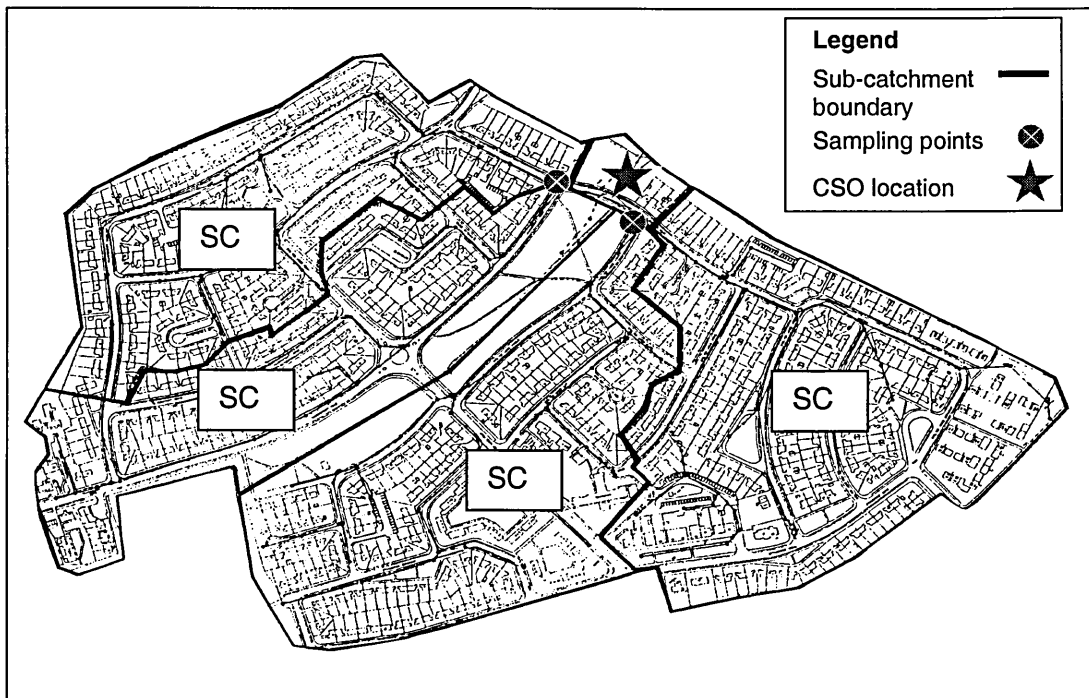 Legend
Sub-catchment
boundary
Sampling points
CSO location
SC
SC
SC
SC